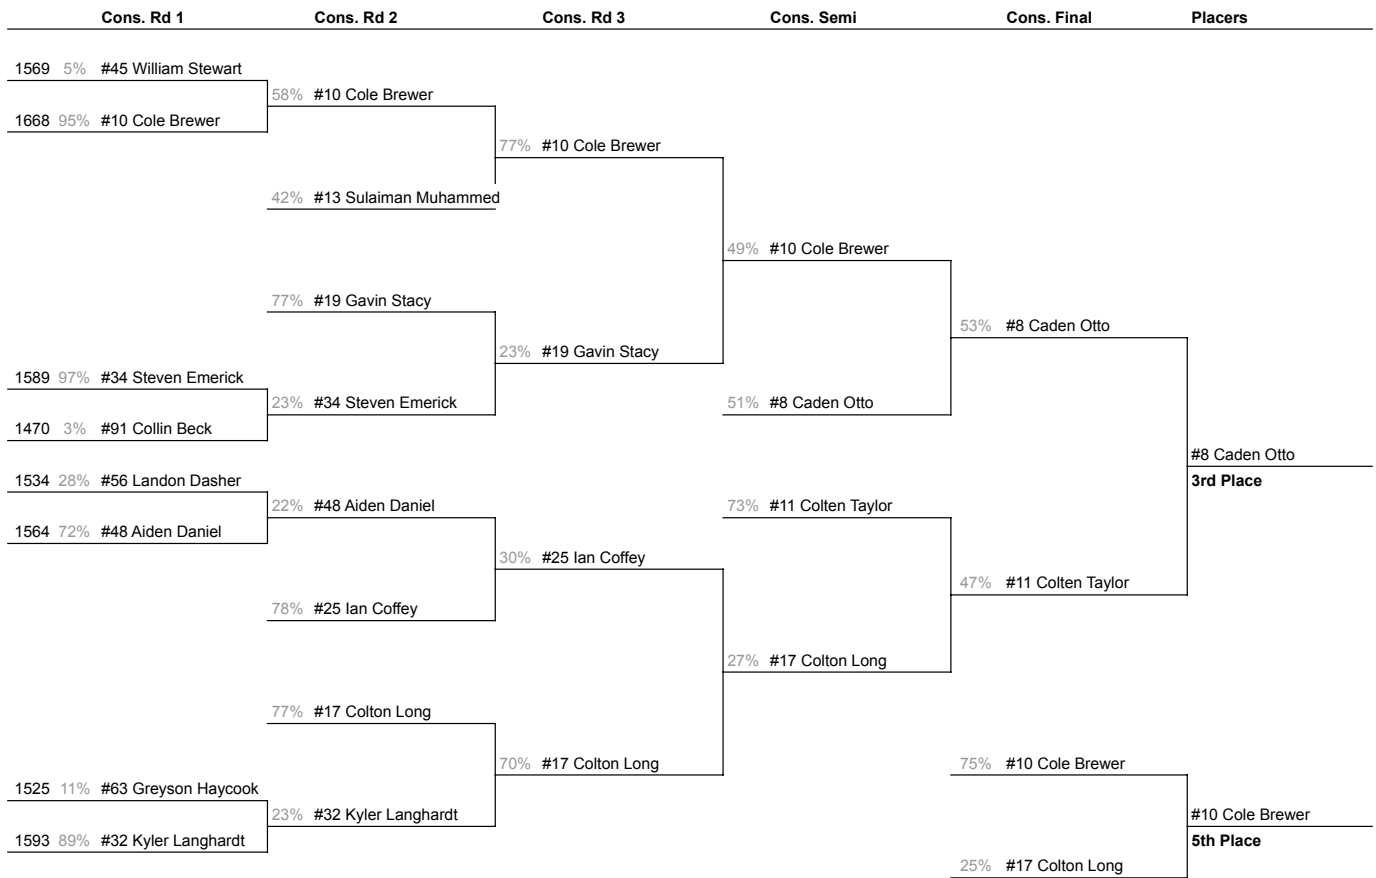 Cons. Rd 1 Cons. Rd 2 Cons. Rd 3 Cons. Semi Cons. Final Placers
1569 5% #45 William Stewart
58% #10 Cole Brewer
1668 95% #10 Cole Brewer
77% #10 Cole Brewer
42% #13 Sulaiman Muhammed
49% #10 Cole Brewer
77% #19 Gavin Stacy
53% #8 Caden Otto
23% #19 Gavin Stacy
1589 97% #34 Steven Emerick
23% #34 Steven Emerick
51% #8 Caden Otto
1470 3% #91 Collin Beck
#8 Caden Otto
1534 28% #56 Landon Dasher
3rd Place
22% #48 Aiden Daniel
73% #11 Colten Taylor
1564 72% #48 Aiden Daniel
30% #25 Ian Coffey
47% #11 Colten Taylor
78% #25 Ian Coffey
27% #17 Colton Long
77% #17 Colton Long
70% #17 Colton Long
75% #10 Cole Brewer
1525 11% #63 Greyson Haycook
23% #32 Kyler Langhardt
#10 Cole Brewer
1593 89% #32 Kyler Langhardt
5th Place
25% #17 Colton Long